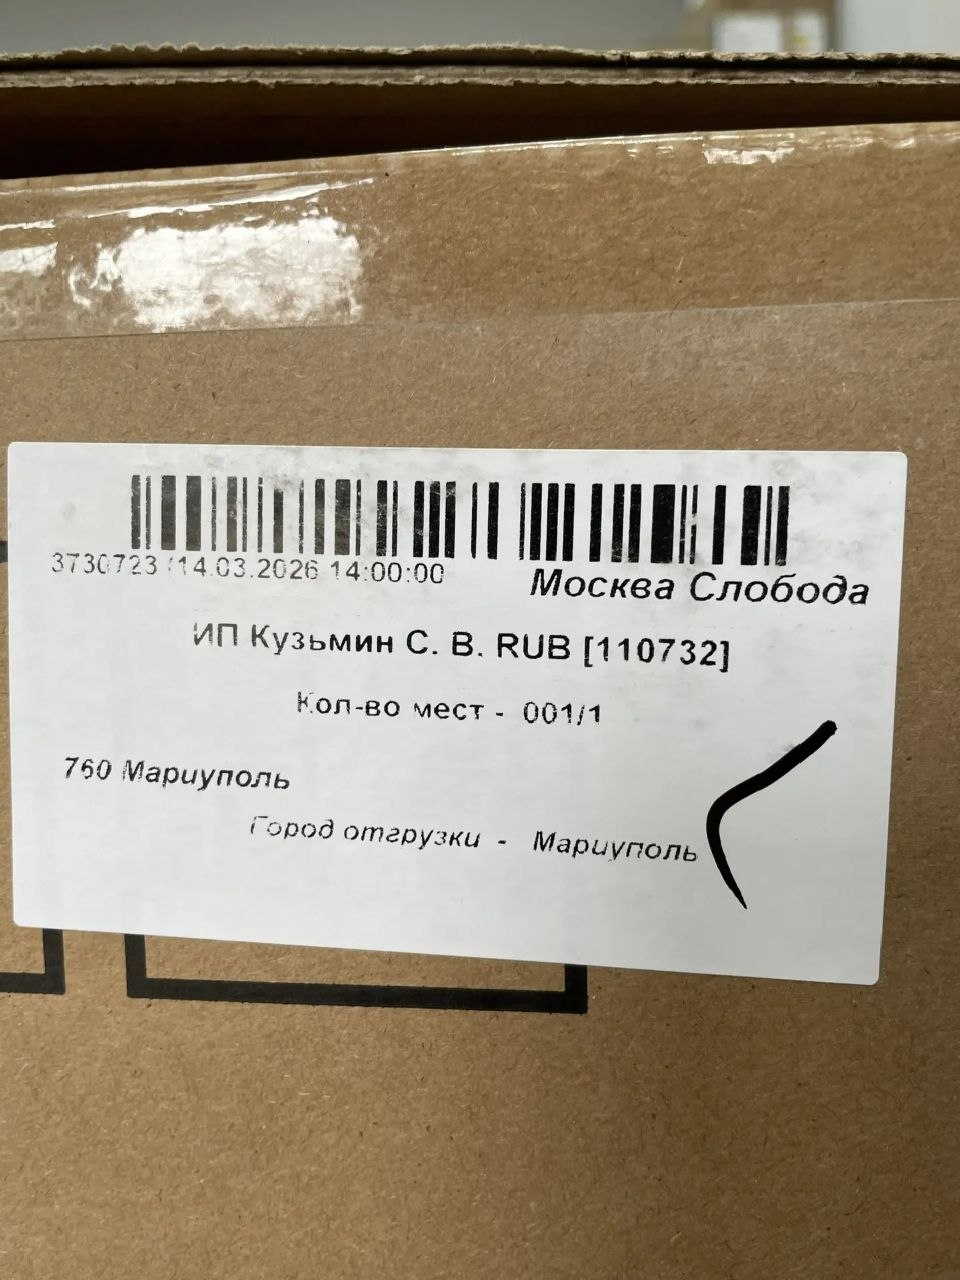 3730723 /14.03.2026 14:00:00
Москва Слобода
ИП Кузьмин С. В. RUB [110732]
Кол-во мест - 001/1
760 Мариуполь
Город отгрузки - Мариуполь